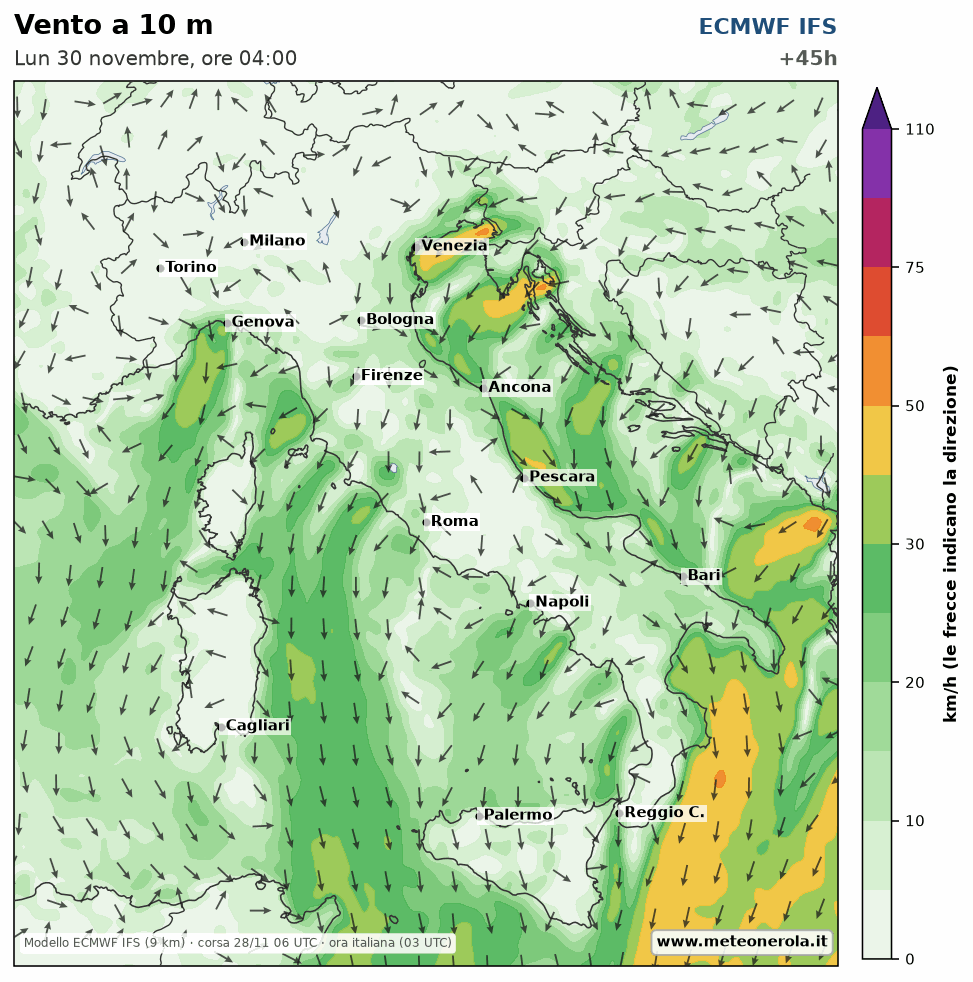 Vento a 10 m
ECMWF IFS
Lun 30 novembre, ore 04:00
+45h
110
75
50
30
20
10
0
km/h (le frecce indicano la direzione)
Venezia
Milano
Torino
Genova
Bologna
Firenze
Ancona
Pescara
Roma
Bari
Napoli
Cagliari
Palermo
Reggio C.
Modello ECMWF IFS (9 km) · corsa 28/11 06 UTC · ora italiana (03 UTC)
www.meteonerola.it